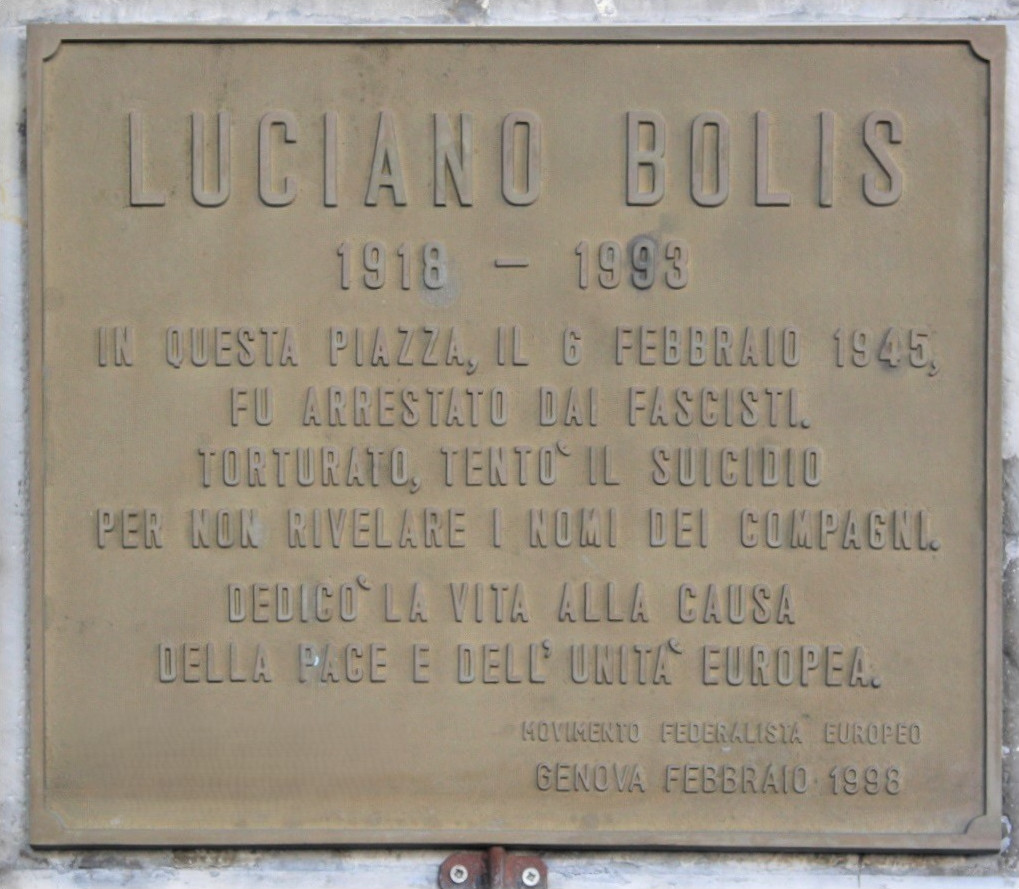 LUCIANO BOLIS
1918 – 1993
IN QUESTA PIAZZA, IL 6 FEBBRAIO 1945,
FU ARRESTATO DAI FASCISTI.
TORTURATO, TENTO' IL SUICIDIO
PER NON RIVELARE I NOMI DEI COMPAGNI.
DEDICO' LA VITA ALLA CAUSA
DELLA PACE E DELL'UNITA' EUROPEA.
MOVIMENTO FEDERALISTA EUROPEO
GENOVA FEBBRAIO 1998